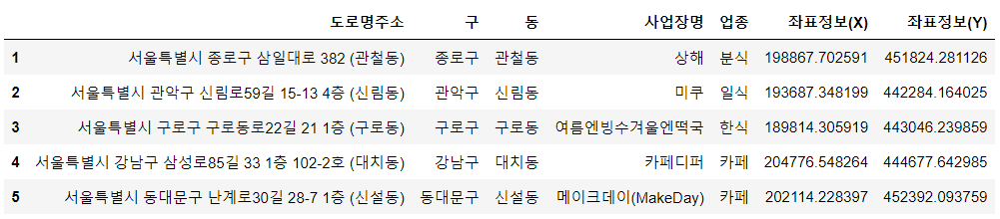 도로명주소 구 동 사업장명 업종 좌표정보(X) 좌표정보(Y)
1 서울특별시 종로구 삼일대로 382 (관철동) 종로구 관철동 상해 분식 198867.702591 451824.281126
2 서울특별시 관악구 신림로59길 15-13 4층 (신림동) 관악구 신림동 미쿠 일식 193687.348199 442284.164025
3 서울특별시 구로구 구로동로22길 21 1층 (구로동) 구로구 구로동 여름엔빙수겨울엔떡국 한식 189814.305919 443046.239859
4 서울특별시 강남구 삼성로85길 33 1층 102-2호 (대치동) 강남구 대치동 카페디퍼 카페 204776.548264 444677.642985
5 서울특별시 동대문구 난계로30길 28-7 1층 (신설동) 동대문구 신설동 메이크데이(MakeDay) 카페 202114.228397 452392.093759